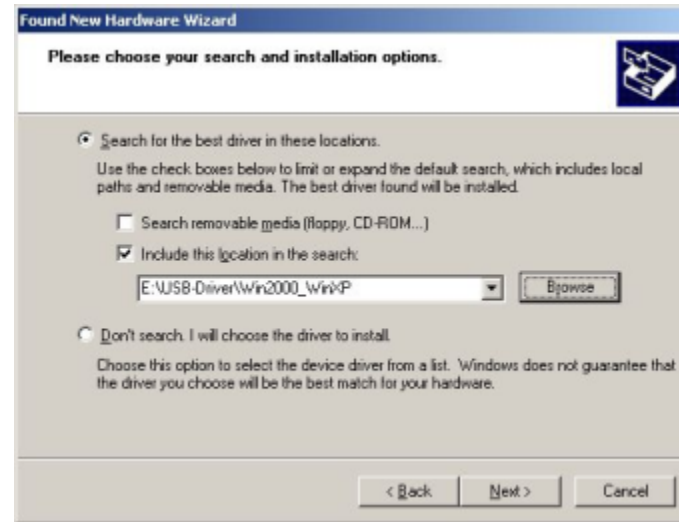 Found New Hardware Wizard
Please choose your search and installation options.
Search for the best driver in these locations.
Use the check boxes below to limit or expand the default search, which includes local
paths and removable media. The best driver found will be installed.
Search removable media (floppy, CD-ROM...)
Include this location in the search:
E:\USB-Driver\Win2000_WinXP
Browse
Don't search. I will choose the driver to install.
Choose this option to select the device driver from a list. Windows does not guarantee that
the driver you choose will be the best match for your hardware.
< Back
Next >
Cancel